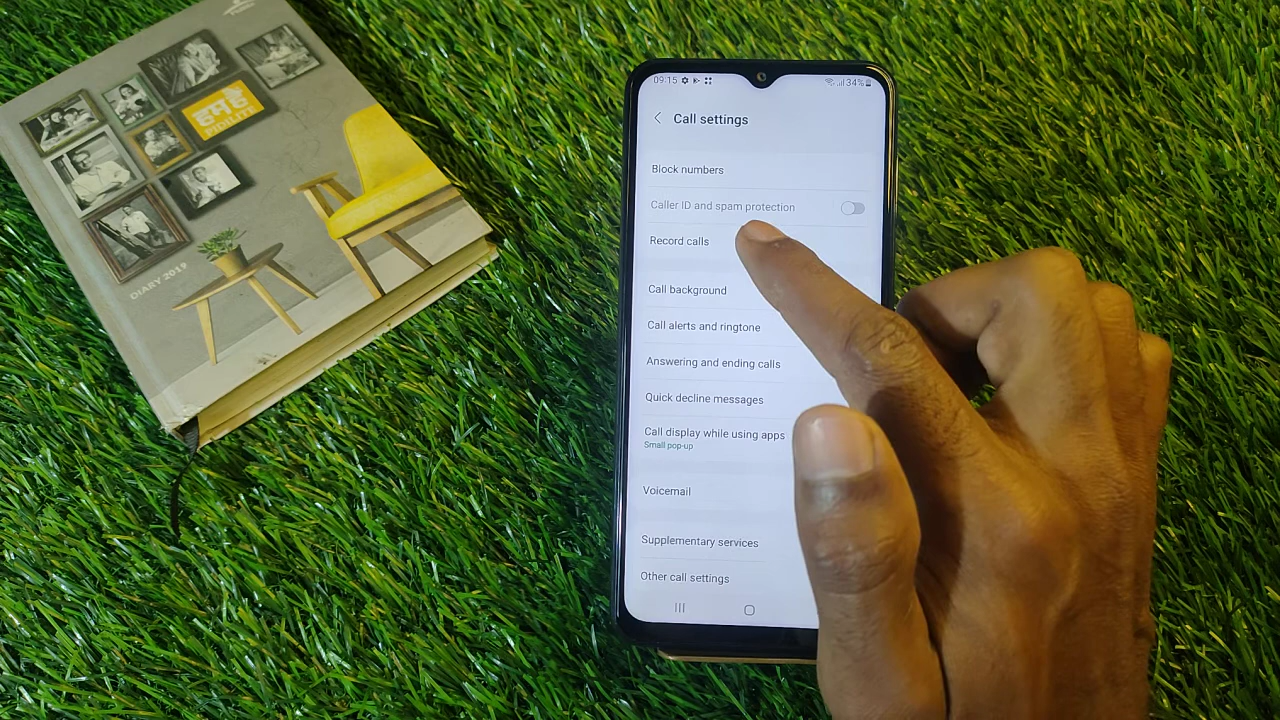 हम हैं
FIDILITI
DIARY 2019
09:15
34%
Call settings
Block numbers
Caller ID and spam protection
Record calls
Call background
Call alerts and ringtone
Answering and ending calls
Quick decline messages
Call display while using apps
Small pop-up
Voicemail
Supplementary services
Other call settings